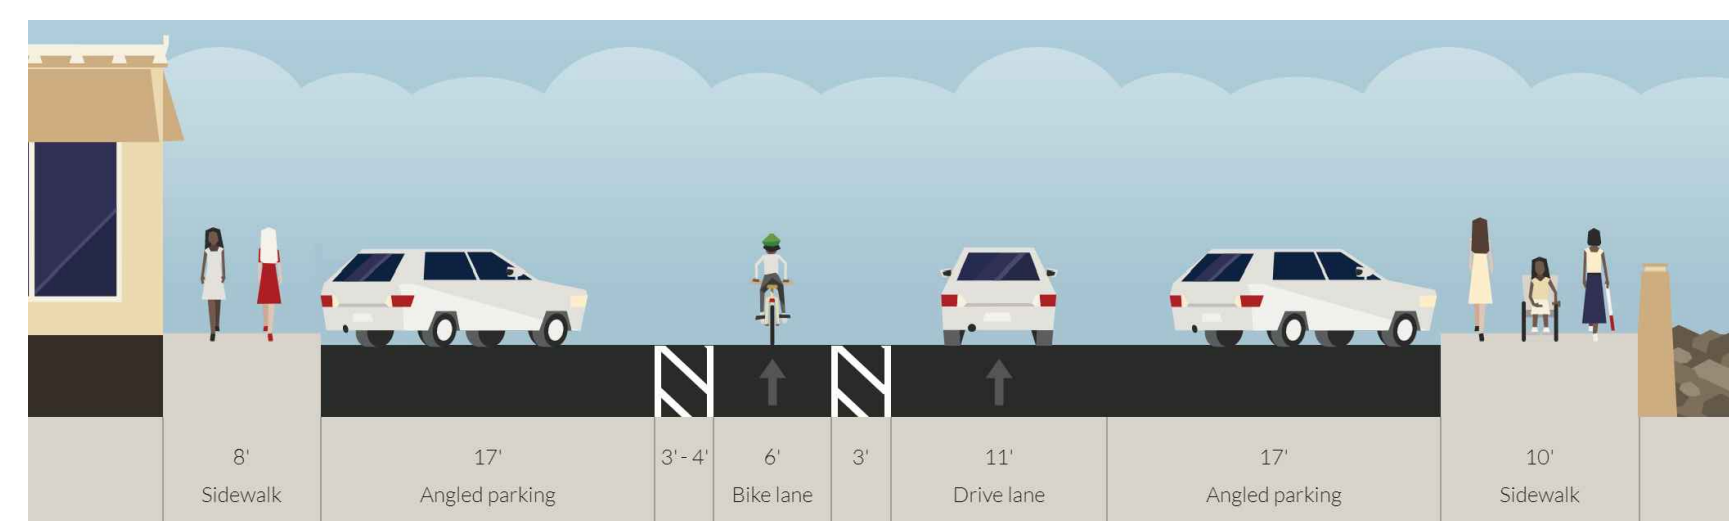 8' 17' 3'-4' 6' 3' 11' 17' 10'
Sidewalk Angled parking Bike lane Drive lane Angled parking Sidewalk